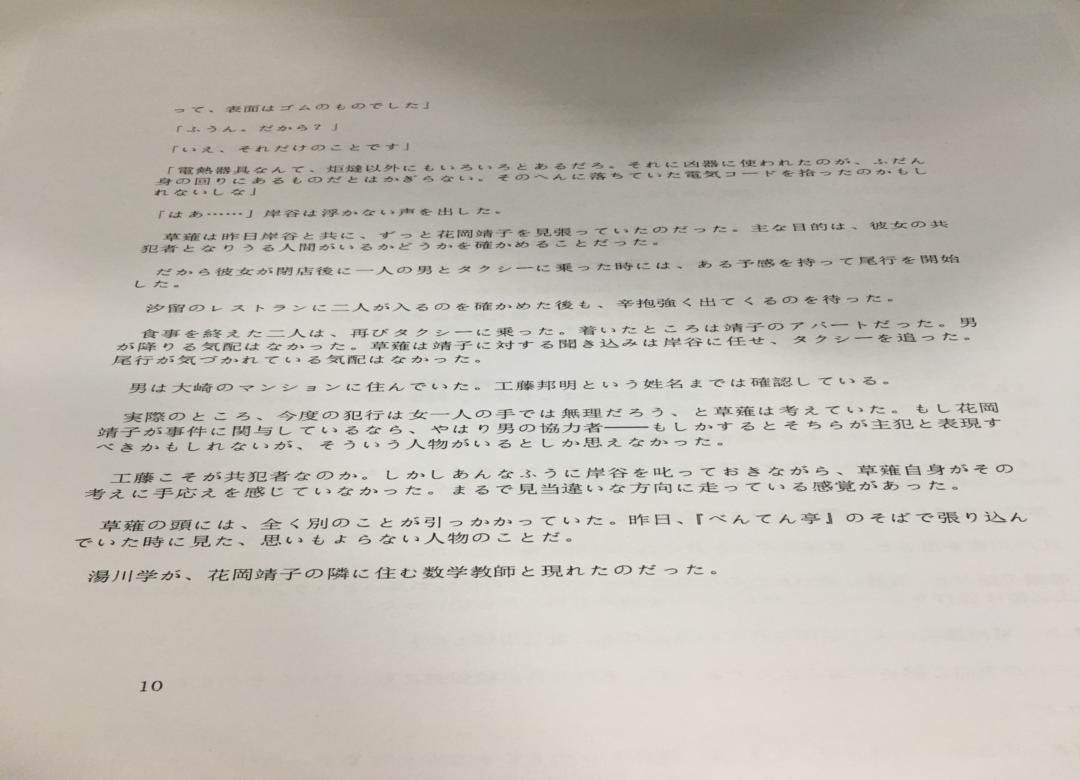 って、表面はゴムのものでした」
「ふうん。だから？」
「いえ、それだけのことです」
「電熱器具なんて、炬燵以外にもいろいろとあるだろ。それに凶器に使われたのが、ふだん
身の回りにあるものだとはかぎらない。そのへんに落ちていた電気コードを拾ったのかもし
れないしな」
「はあ……」岸谷は浮かない声を出した。
草薙は昨日岸谷と共に、ずっと花岡靖子を見張っていたのだった。主な目的は、彼女の共
犯者となりうる人間がいるかどうかを確かめることだった。
だから彼女が閉店後に一人の男とタクシーに乗った時には、ある予感を持って尾行を開始
した。
汐留のレストランに二人が入るのを確かめた後も、辛抱強く出てくるのを待った。
食事を終えた二人は、再びタクシーに乗った。着いたところは靖子のアパートだった。男
が降りる気配はなかった。草薙は靖子に対する聞き込みは岸谷に任せ、タクシーを追った。
尾行が気づかれている気配はなかった。
男は大崎のマンションに住んでいた。工藤邦明という姓名までは確認している。
実際のところ、今度の犯行は女一人の手では無理だろう、と草薙は考えていた。もし花岡
靖子が事件に関与しているなら、やはり男の協力者――もしかするとそちらが主犯と表現す
べきかもしれないが、そういう人物がいるとしか思えなかった。
工藤こそが共犯者なのか。しかしあんなふうに岸谷を叱っておきながら、草薙自身がその
考えに手応えを感じていなかった。まるで見当違いな方向に走っている感覚があった。
草薙の頭には、全く別のことが引っかかっていた。昨日、『べんてん亭』のそばで張り込ん
でいた時に見た、思いもよらない人物のことだ。
湯川学が、花岡靖子の隣に住む数学教師と現れたのだった。
10